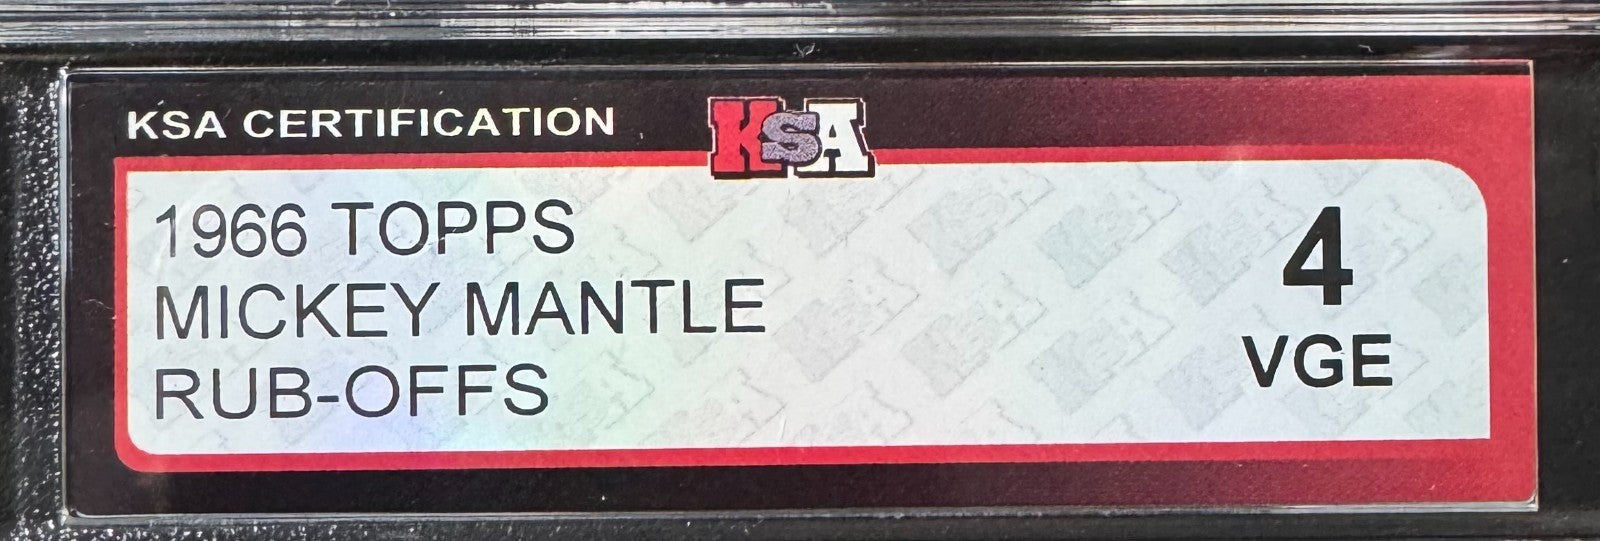 KSA CERTIFICATION
KSA
1966 TOPPS
MICKEY MANTLE
RUB-OFFS
4
VGE